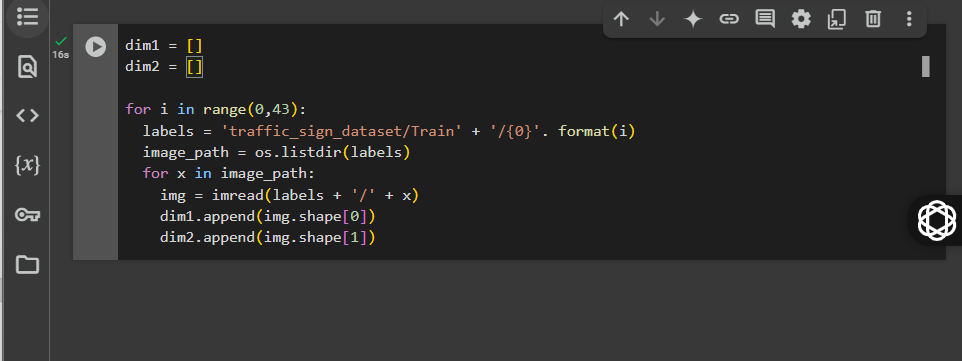 16s
dim1 = []
dim2 = []
for i in range(0,43):
labels = 'traffic_sign_dataset/Train' + '/{0}'. format(i)
image_path = os.listdir(labels)
for x in image_path:
img = imread(labels + '/' + x)
dim1.append(img.shape[0])
dim2.append(img.shape[1])
{x}